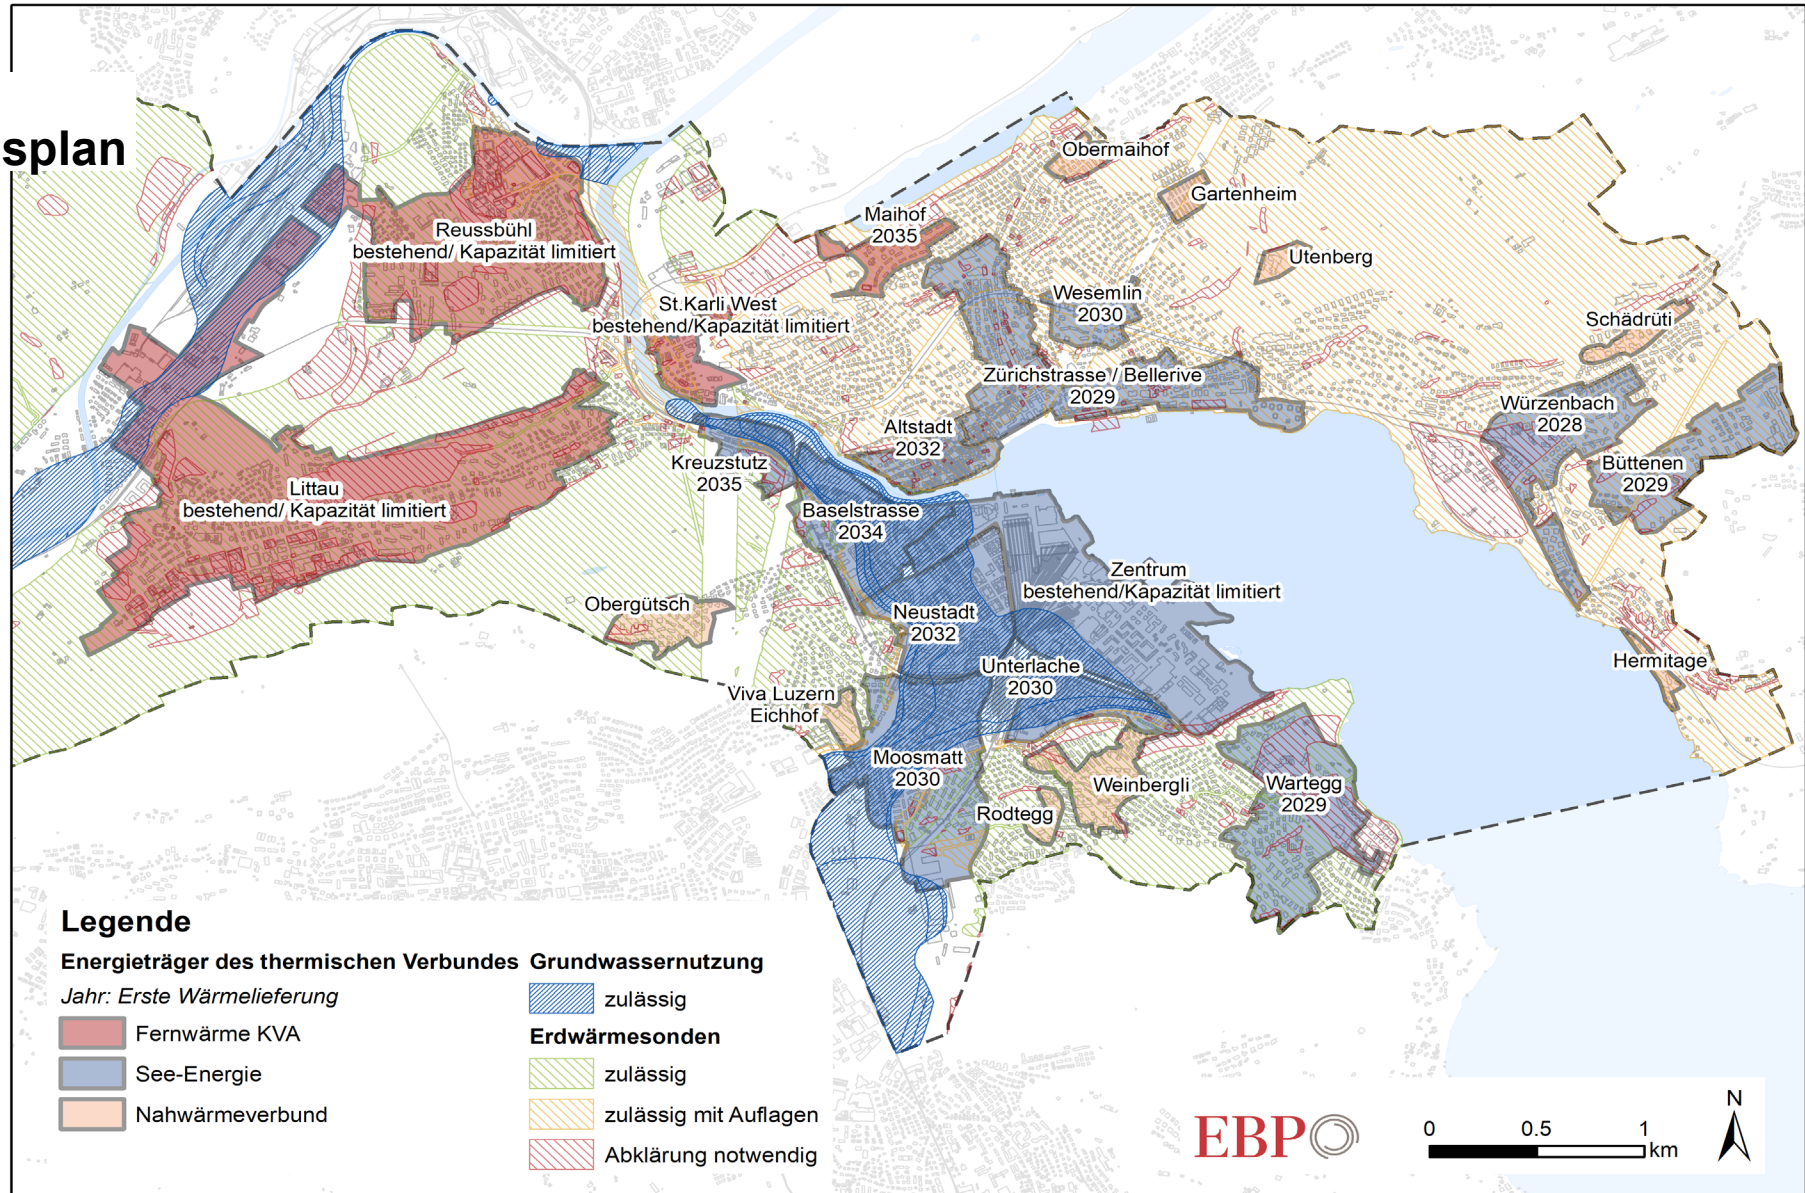 splan
Obermaihof
Gartenheim
Maihof
2035
Reussbühl
bestehend/ Kapazität limitiert
Utenberg
St.Karli West
bestehend/Kapazität limitiert
Wesemlin
2030
Schädrüti
Zürichstrasse / Bellerive
2029
Würzenbach
2028
Altstadt
2032
Kreuzstutz
2035
Büttenen
2029
Littau
bestehend/ Kapazität limitiert
Baselstrasse
2034
Zentrum
bestehend/Kapazität limitiert
Obergütsch
Neustadt
2032
Unterlache
2030
Hermitage
Viva Luzern
Eichhof
Moosmatt
2030
Weinbergli
Wartegg
2029
Rodtegg
Legende
Energieträger des thermischen Verbundes
Jahr: Erste Wärmelieferung
Fernwärme KVA
See-Energie
Nahwärmeverbund
Grundwassernutzung
zulässig
Erdwärmesonden
zulässig
zulässig mit Auflagen
Abklärung notwendig
EBP
0 0.5 1
km
N